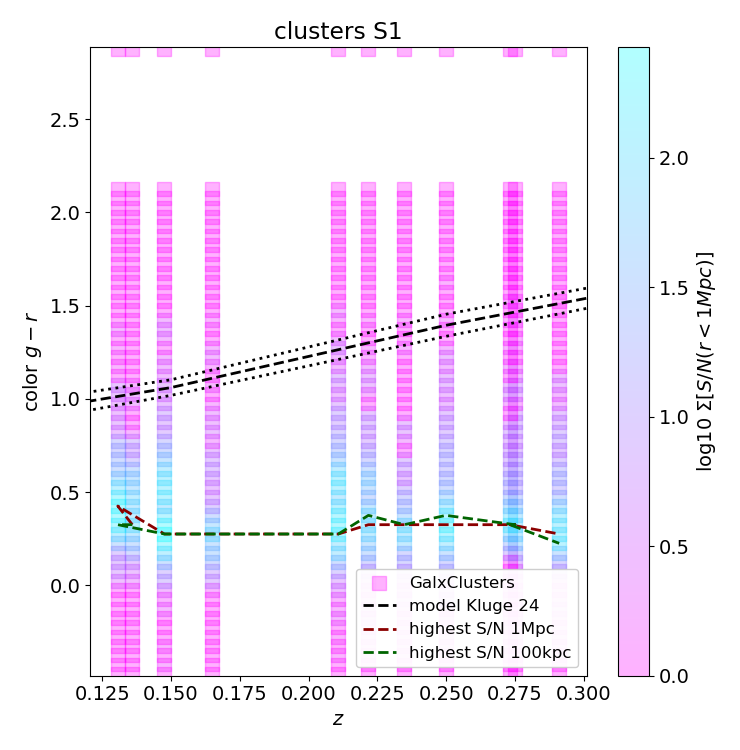 clusters S1
color g − r
2.5
2.0
1.5
1.0
0.5
0.0
GalxClusters
model Kluge 24
highest S/N 1Mpc
highest S/N 100kpc
0.125 0.150 0.175 0.200 0.225 0.250 0.275 0.300
z
2.0
1.5
1.0
0.5
0.0
log10 Σ[S/N(r < 1Mpc)]